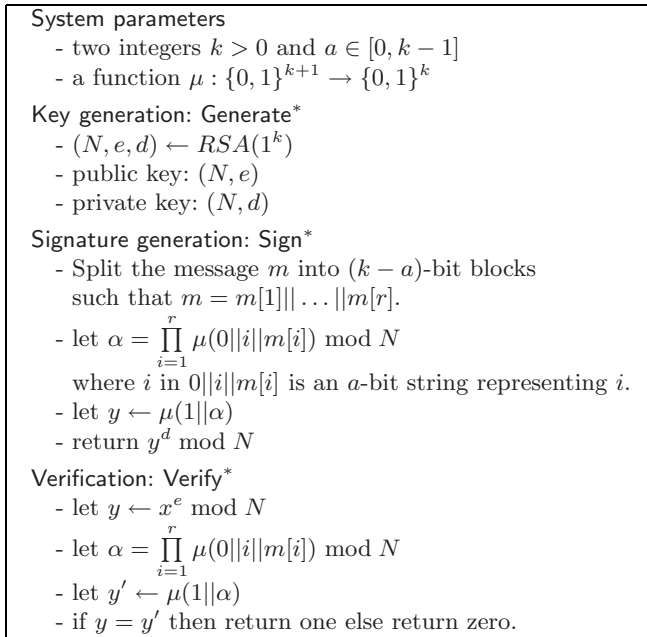 System parameters
- two integers k > 0 and a ∈ [0, k − 1]
- a function μ : {0, 1}^{k+1} → {0, 1}^k
Key generation: Generate*
- (N, e, d) ← RSA(1^k)
- public key: (N, e)
- private key: (N, d)
Signature generation: Sign*
- Split the message m into (k − a)-bit blocks
such that m = m[1]|| . . . ||m[r].
- let α = ∏_{i=1}^{r} μ(0||i||m[i]) mod N
where i in 0||i||m[i] is an a-bit string representing i.
- let y ← μ(1||α)
- return y^d mod N
Verification: Verify*
- let y ← x^e mod N
- let α = ∏_{i=1}^{r} μ(0||i||m[i]) mod N
- let y′ ← μ(1||α)
- if y = y′ then return one else return zero.